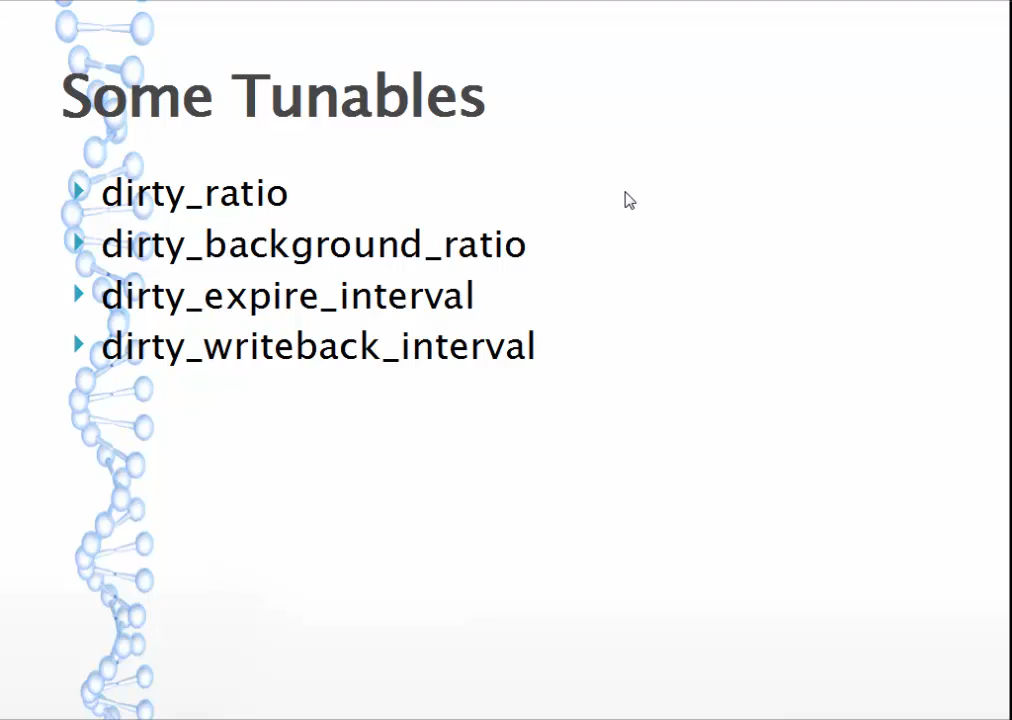 Some Tunables
dirty_ratio
dirty_background_ratio
dirty_expire_interval
dirty_writeback_interval